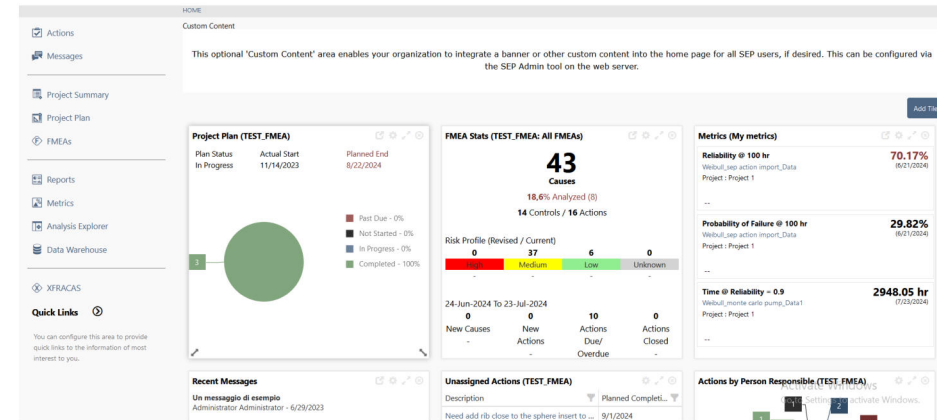 HOME
Custom Content
This optional 'Custom Content' area enables your organization to integrate a banner or other custom content into the home page for all SEP users, if desired. This can be configured via
the SEP Admin tool on the web server.
Actions
Messages
Project Summary
Project Plan
FMEAs
Reports
Metrics
Analysis Explorer
Data Warehouse
XFRACAS
Quick Links
You can configure this area to provide
quick links to the information of most
interest to you.
Add Tile
Project Plan (TEST_FMEA)
Plan Status Actual Start Planned End
In Progress 11/14/2023 8/22/2024
Past Due - 0%
Not Started - 0%
In Progress - 0%
Completed - 100%
3
FMEA Stats (TEST_FMEA: All FMEAs)
43
Causes
18,6% Analyzed (8)
14 Controls / 16 Actions
Risk Profile (Revised / Current)
0 37 6 0
High Medium Low Unknown
- - - -
24-Jun-2024 To 23-Jul-2024
0 0 10 0
New Causes New Actions Actions
Actions Due/ Closed
Overdue
- - - -
Metrics (My metrics)
Reliability @ 100 hr 70.17%
Weibull_sep action import_Data (6/21/2024)
Project : Project 1
--
Probability of Failure @ 100 hr 29.82%
Weibull_sep action import_Data (6/21/2024)
Project : Project 1
--
Time @ Reliability = 0.9 2948.05 hr
Weibull_monte carlo pump_Data1 (7/23/2024)
Project : Project 1
--
Recent Messages
Un messaggio di esempio
Administrator Administrator - 6/29/2023
Unassigned Actions (TEST_FMEA)
Description Planned Completi...
Need add rib close to the sphere insert to ... 9/1/2024
Actions by Person Responsible (TEST_FMEA)
Activate Windows
Go to Settings to activate Windows.
1 1 2